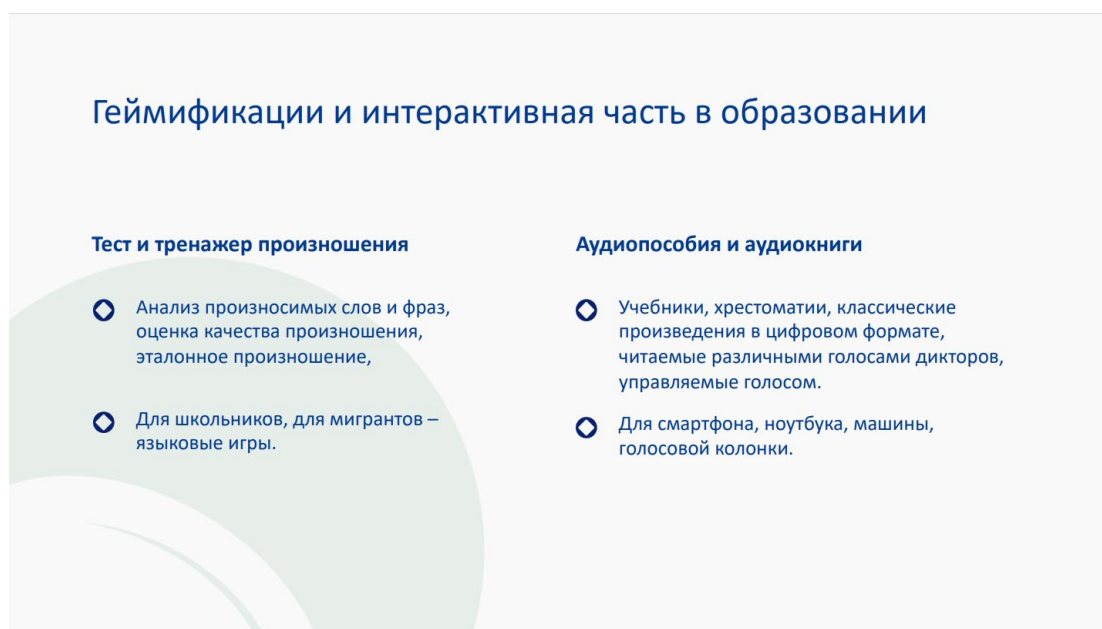 Геймификации и интерактивная часть в образовании
Тест и тренажер произношения
Анализ произносимых слов и фраз,
оценка качества произношения,
эталонное произношение,
Для школьников, для мигрантов –
языковые игры.
Аудиопособия и аудиокниги
Учебники, хрестоматии, классические
произведения в цифровом формате,
читаемые различными голосами дикторов,
управляемые голосом.
Для смартфона, ноутбука, машины,
голосовой колонки.